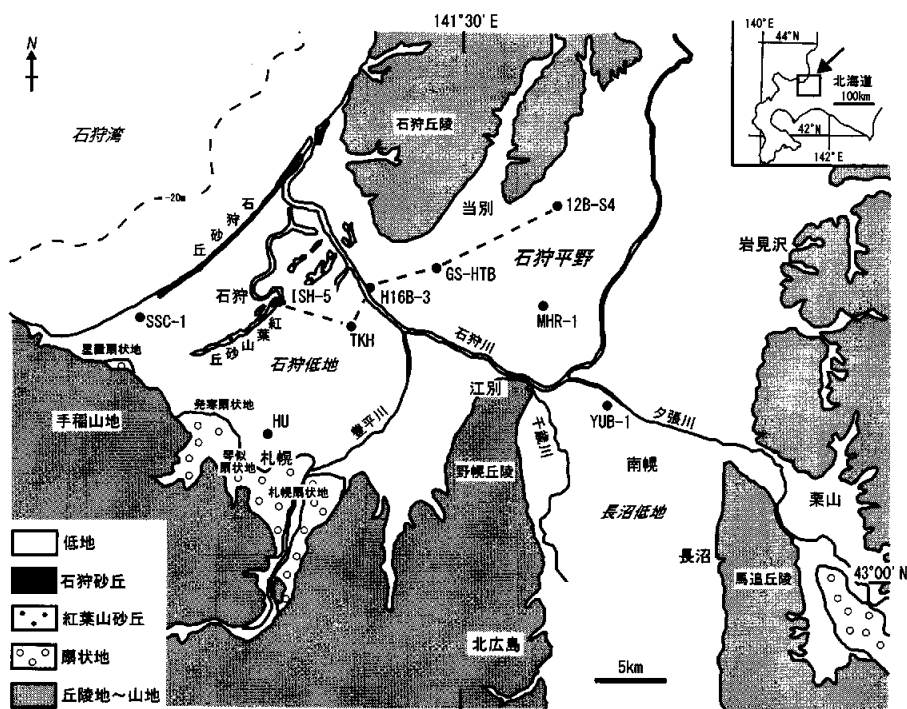 141°30′ E
N
140°E
44°N
北海道
100km
42°N
142°E
石狩湾
-20m
石狩丘陵
石狩砂丘
当別
12B-S4
石狩平野
岩見沢
GS-HTB
石狩
ISH-5
H16B-3
MHR-1
SSC-1
紅葉山砂丘
TKH
石狩川
石狩低地
星置扇状地
手稲山地
発寒扇状地
HU
琴似
扇状地
札幌
札幌扇状地
豊平川
江別
千歳川
YUB-1
夕張川
野幌丘陵
南幌
長沼低地
栗山
長沼
馬追丘陵
43°00′N
北広島
5km
低地
石狩砂丘
紅葉山砂丘
扇状地
丘陵地～山地